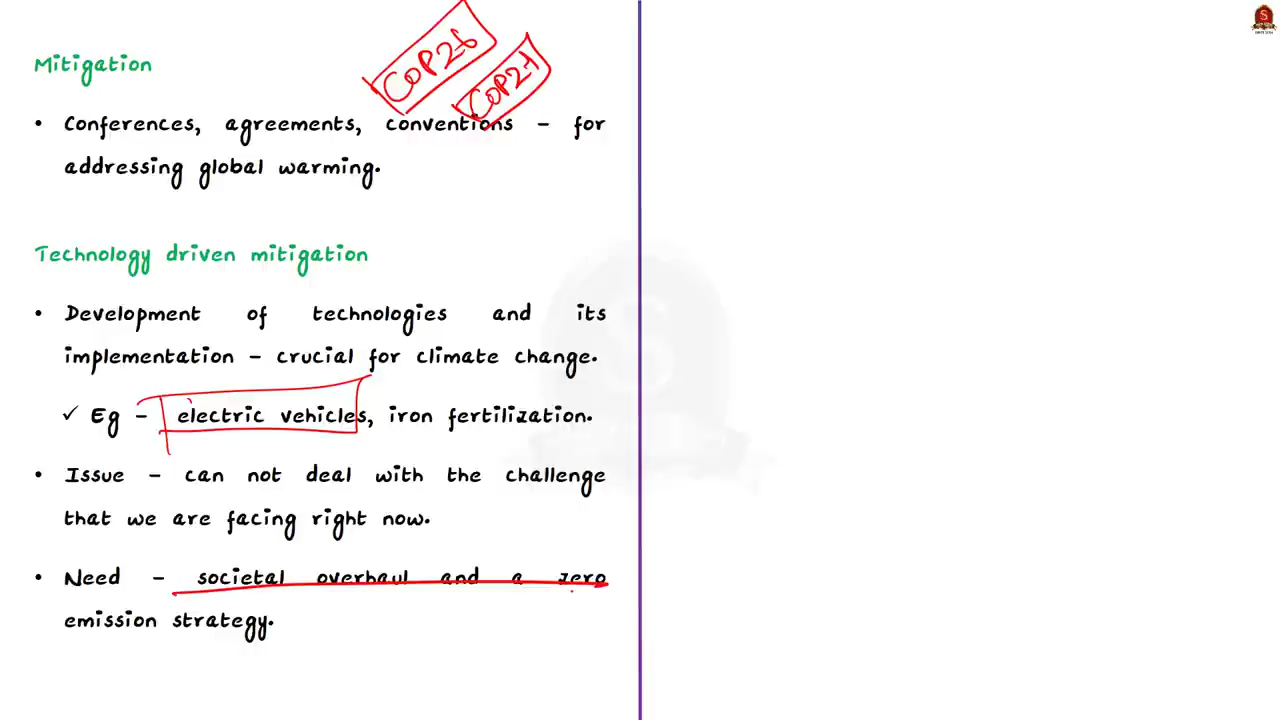 COP26
COP27
Mitigation
• Conferences, agreements, conventions – for
addressing global warming.
Technology driven mitigation
• Development of technologies and its
implementation – crucial for climate change.
✓ Eg – electric vehicles, iron fertilization.
• Issue – can not deal with the challenge
that we are facing right now.
• Need – societal overhaul and a zero
emission strategy.